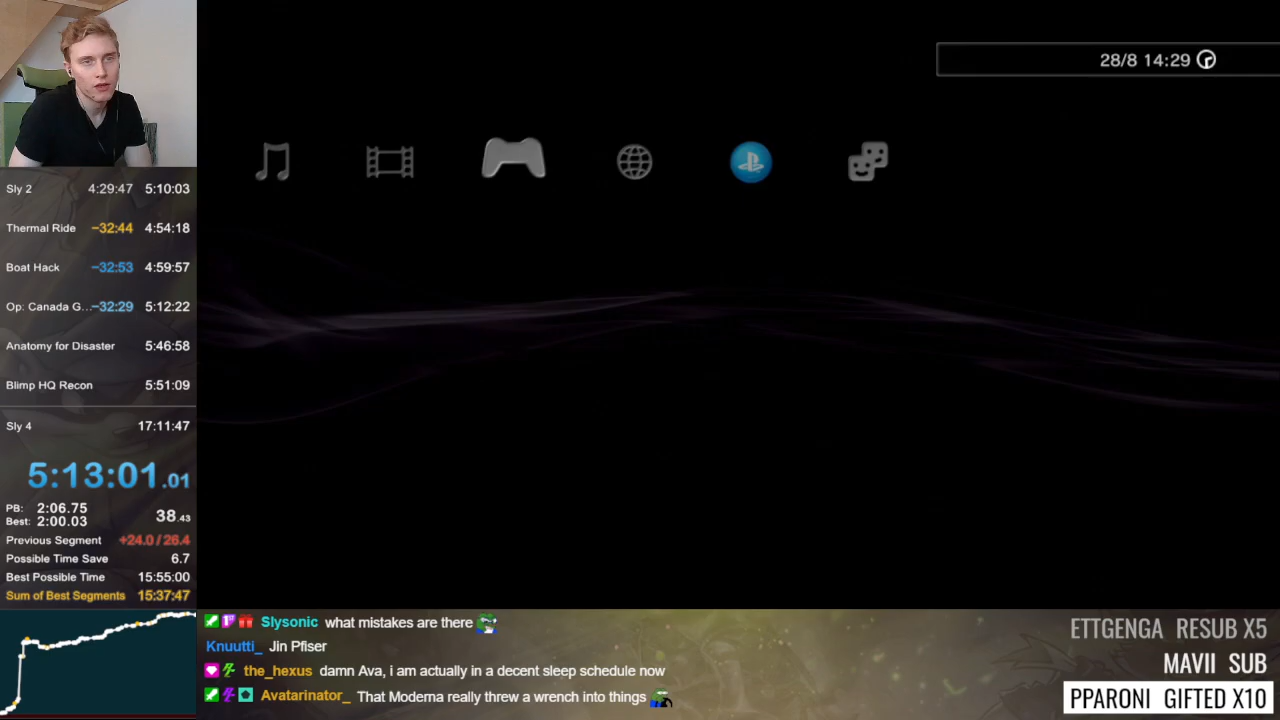 28/8 14:29
Sly 2 4:29:47 5:10:03
Thermal Ride −32:44 4:54:18
Boat Hack −32:53 4:59:57
Op: Canada G... −32:29 5:12:22
Anatomy for Disaster 5:46:58
Blimp HQ Recon 5:51:09
Sly 4 17:11:47
5:13:01.01
PB: 2:06.75
Best: 2:00.03
38.43
Previous Segment +24.0 / 26.4
Possible Time Save 6.7
Best Possible Time 15:55:00
Sum of Best Segments 15:37:47
Slysonic what mistakes are there
Knuutti_ Jin Pfiser
the_hexus damn Ava, i am actually in a decent sleep schedule now
Avatarinator_ That Moderna really threw a wrench into things
ETTGENGA RESUB X5
MAVII SUB
PPARONI GIFTED X10